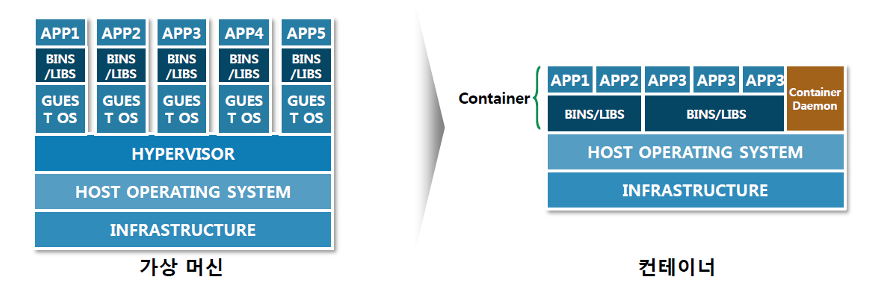 APP1 APP2 APP3 APP4 APP5
BINS BINS BINS BINS BINS
/LIBS /LIBS /LIBS /LIBS /LIBS
GUES GUES GUES GUES GUES
T OS T OS T OS T OS T OS
HYPERVISOR
HOST OPERATING SYSTEM
INFRASTRUCTURE
가상 머신
Container
APP1 APP2 APP3 APP3 APP3
BINS/LIBS BINS/LIBS
Container
Daemon
HOST OPERATING SYSTEM
INFRASTRUCTURE
컨테이너